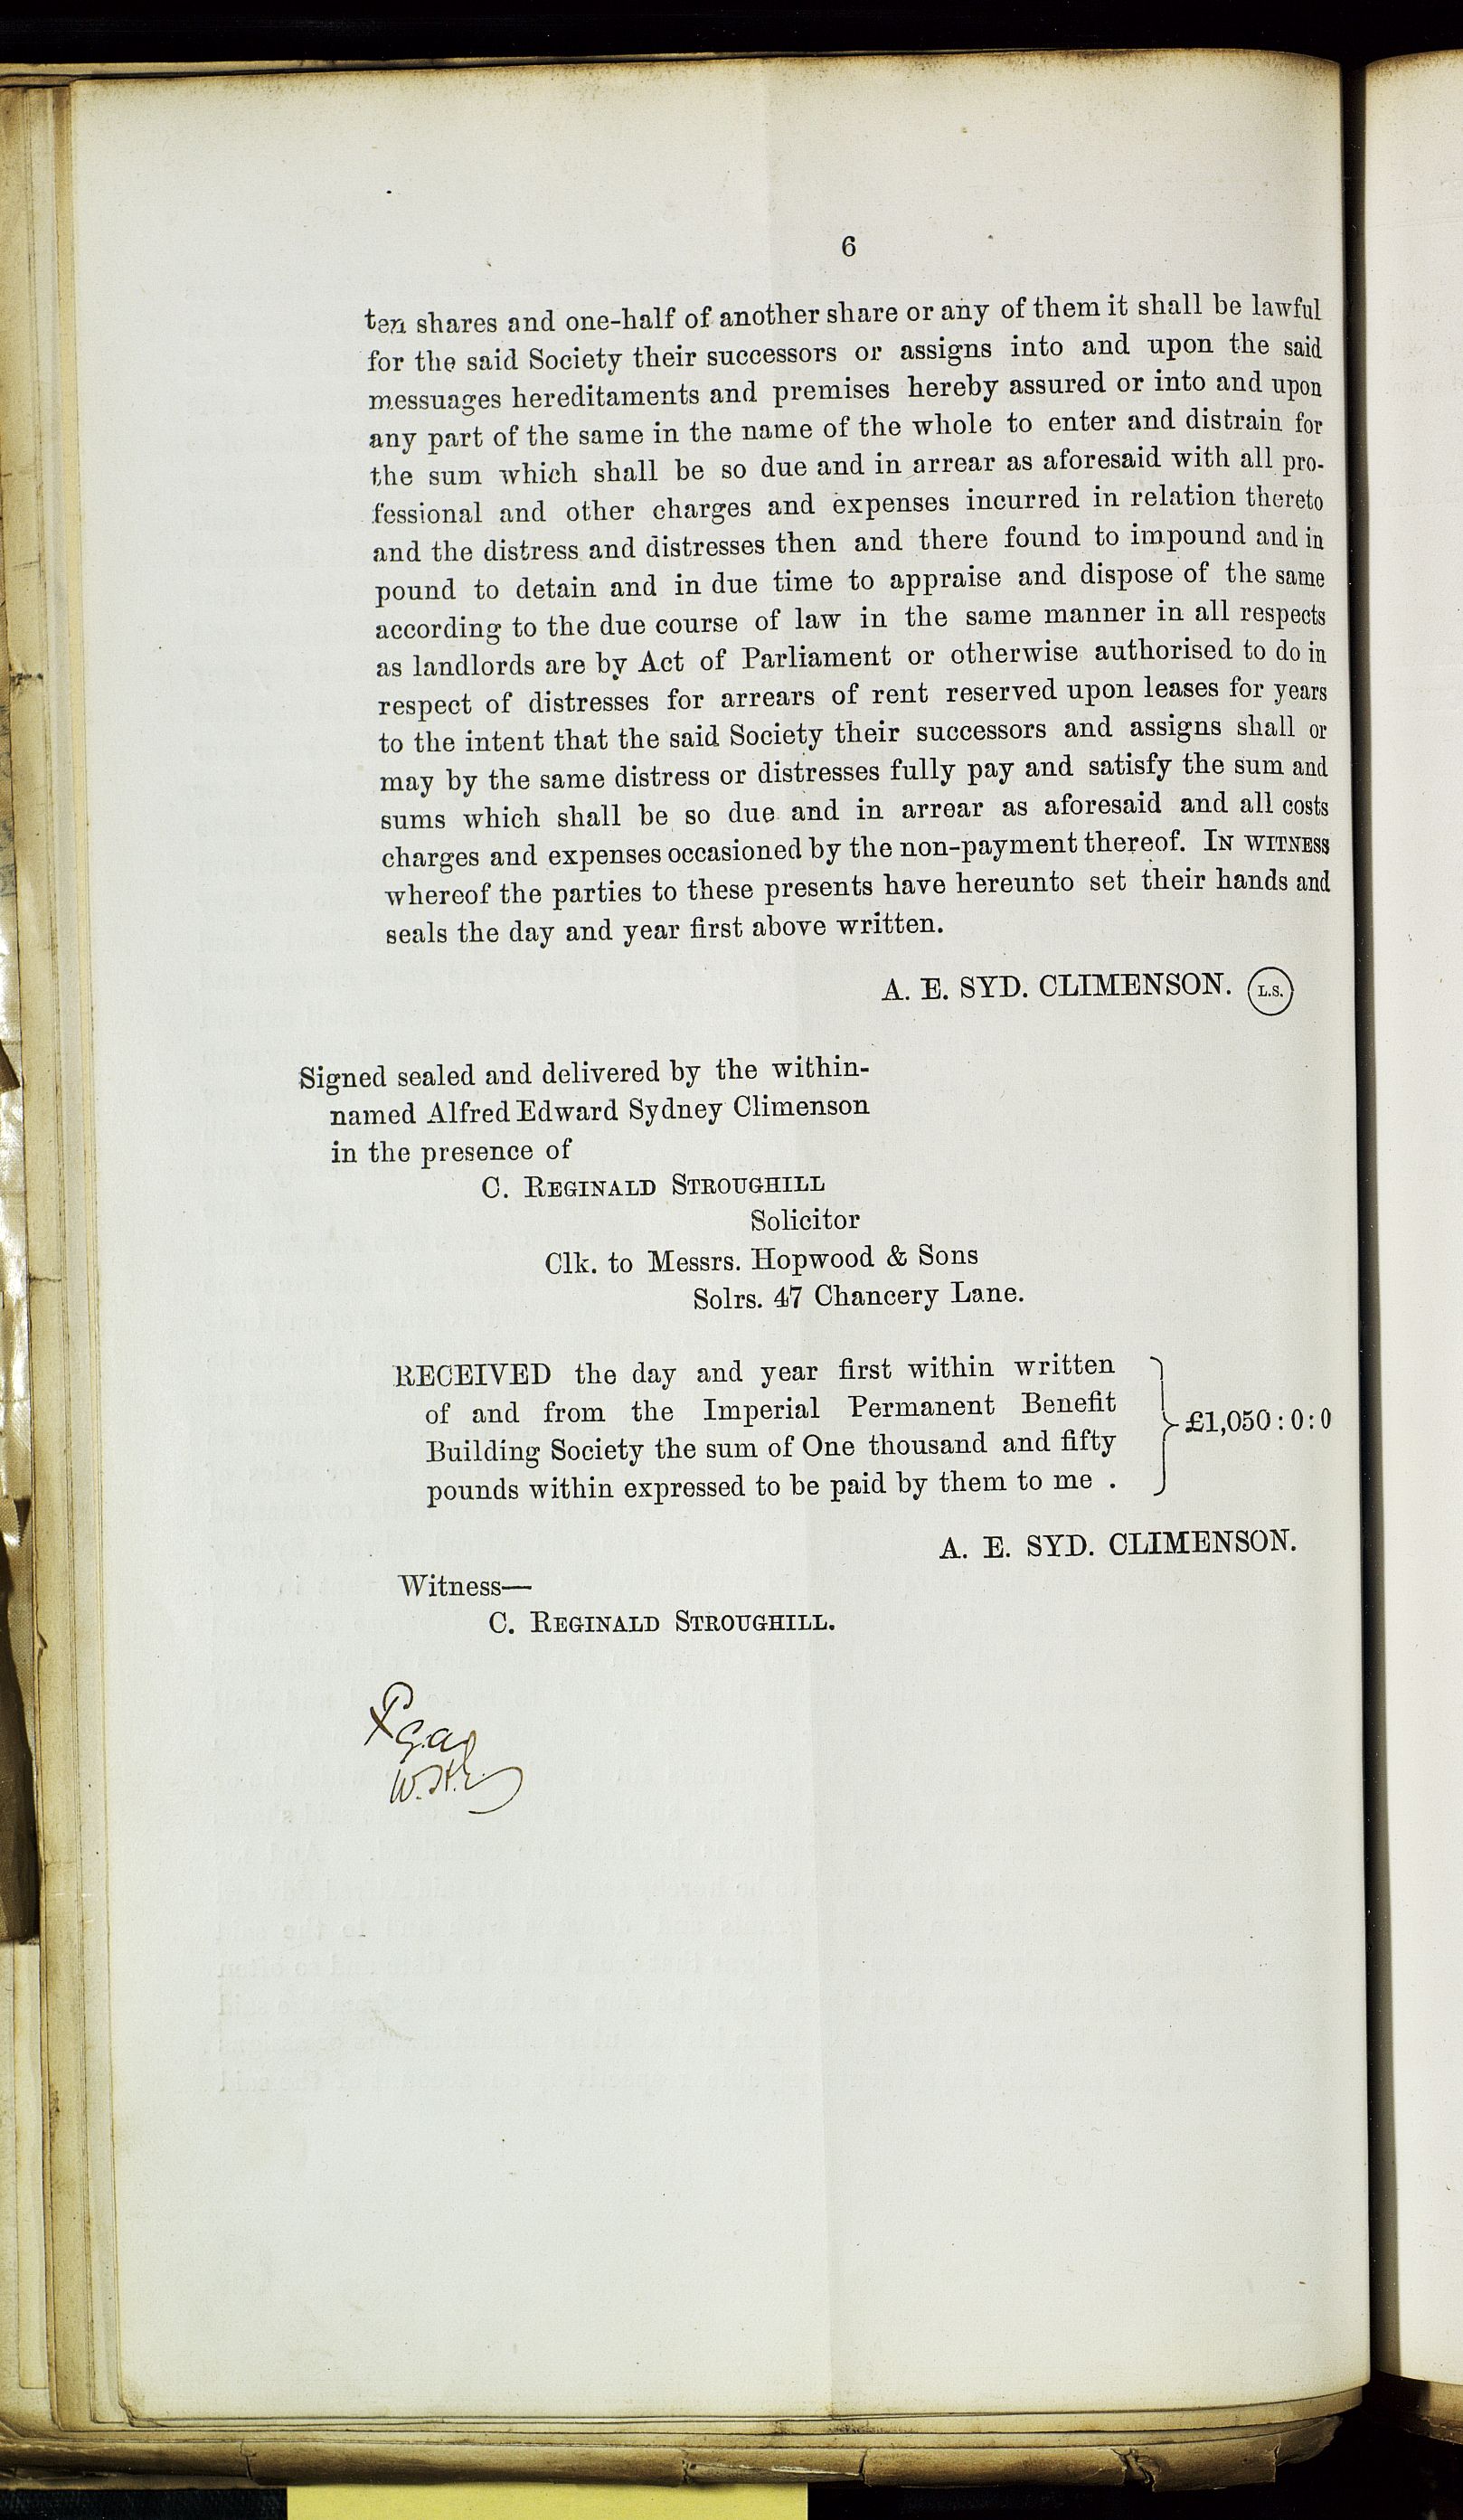 6
ten shares and one-half of another share or any of them it shall be lawful
for the said Society their successors or assigns into and upon the said
messuages hereditaments and premises hereby assured or into and upon
any part of the same in the name of the whole to enter and distrain for
the sum which shall be so due and in arrear as aforesaid with all pro-
fessional and other charges and expenses incurred in relation thereto
and the distress and distresses then and there found to impound and in
pound to detain and in due time to appraise and dispose of the same
according to the due course of law in the same manner in all respects
as landlords are by Act of Parliament or otherwise authorised to do in
respect of distresses for arrears of rent reserved upon leases for years
to the intent that the said Society their successors and assigns shall or
may by the same distress or distresses fully pay and satisfy the sum and
sums which shall be so due and in arrear as aforesaid and all costs
charges and expenses occasioned by the non-payment thereof. IN WITNESS
whereof the parties to these presents have hereunto set their hands and
seals the day and year first above written.
A. E. SYD. CLIMENSON. L.S.
Signed sealed and delivered by the within-
named Alfred Edward Sydney Climenson
in the presence of
C. REGINALD STROUGHILL
Solicitor
Clk. to Messrs. Hopwood & Sons
Solrs. 47 Chancery Lane.
RECEIVED the day and year first within written
of and from the Imperial Permanent Benefit
Building Society the sum of One thousand and fifty
pounds within expressed to be paid by them to me .
£1,050 : 0 : 0
A. E. SYD. CLIMENSON.
Witness—
C. REGINALD STROUGHILL.